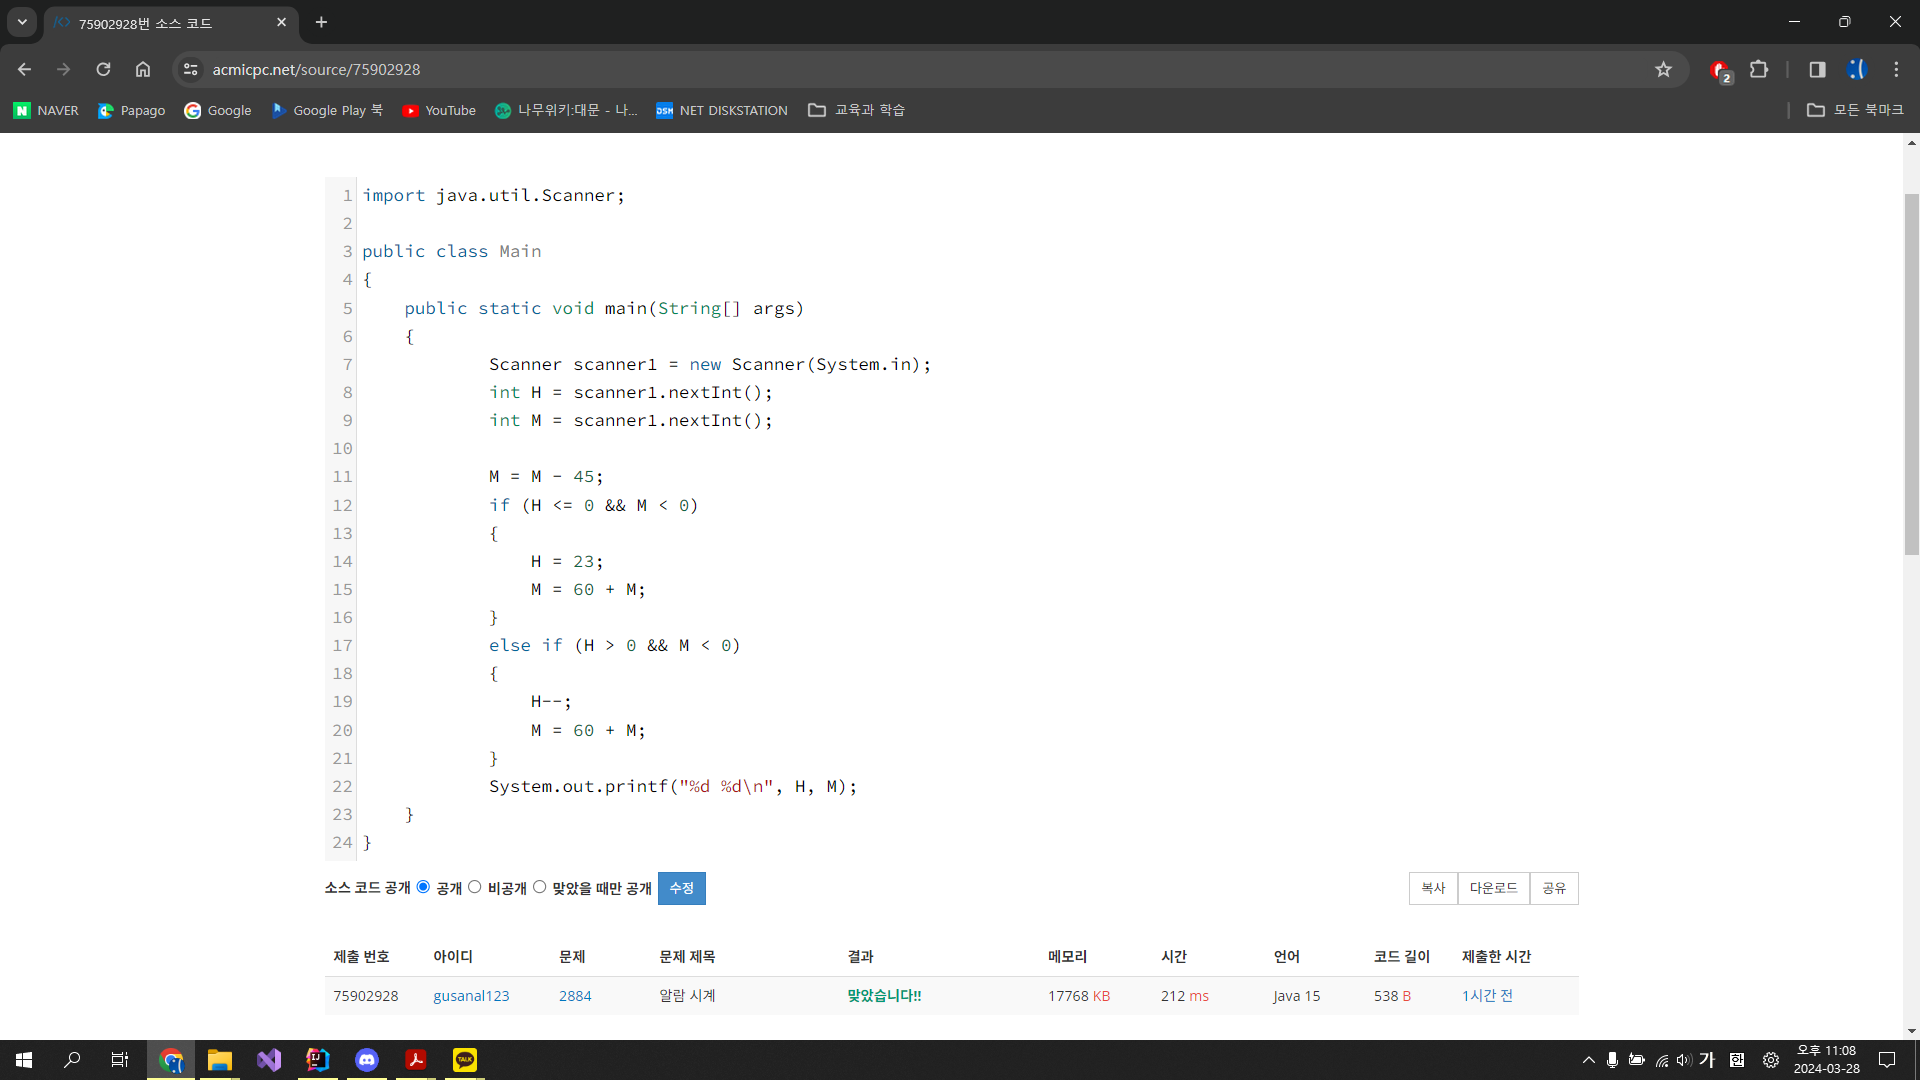 75902928번 소스 코드
acmicpc.net/source/75902928
2
NAVER
Papago
Google
Google Play 북
YouTube
나무위키:대문 - 나...
DSM NET DISKSTATION
교육과 학습
모든 북마크
1 import java.util.Scanner;
2
3 public class Main
4 {
5 public static void main(String[] args)
6 {
7 Scanner scanner1 = new Scanner(System.in);
8 int H = scanner1.nextInt();
9 int M = scanner1.nextInt();
10
11 M = M - 45;
12 if (H <= 0 && M < 0)
13 {
14 H = 23;
15 M = 60 + M;
16 }
17 else if (H > 0 && M < 0)
18 {
19 H--;
20 M = 60 + M;
21 }
22 System.out.printf("%d %d\n", H, M);
23 }
24 }
소스 코드 공개 공개 비공개 맞았을 때만 공개 수정
복사 다운로드 공유
제출 번호 아이디 문제 문제 제목 결과 메모리 시간 언어 코드 길이 제출한 시간
75902928 gusanal123 2884 알람 시계 맞았습니다!! 17768 KB 212 ms Java 15 538 B 1시간 전
TALK
가
오후 11:08
2024-03-28